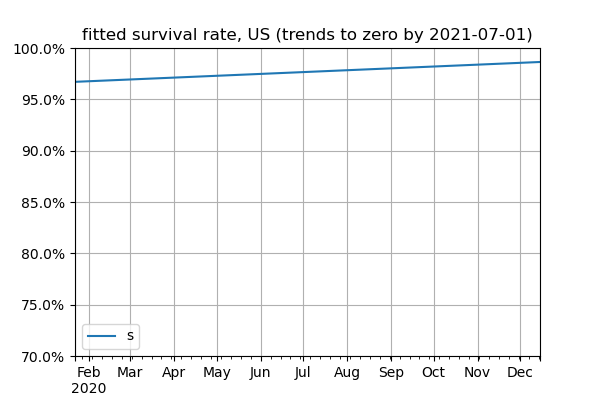 fitted survival rate, US (trends to zero by 2021-07-01)
100.0%
95.0%
90.0%
85.0%
80.0%
75.0%
70.0%
s
Feb Mar Apr May Jun Jul Aug Sep Oct Nov Dec
2020